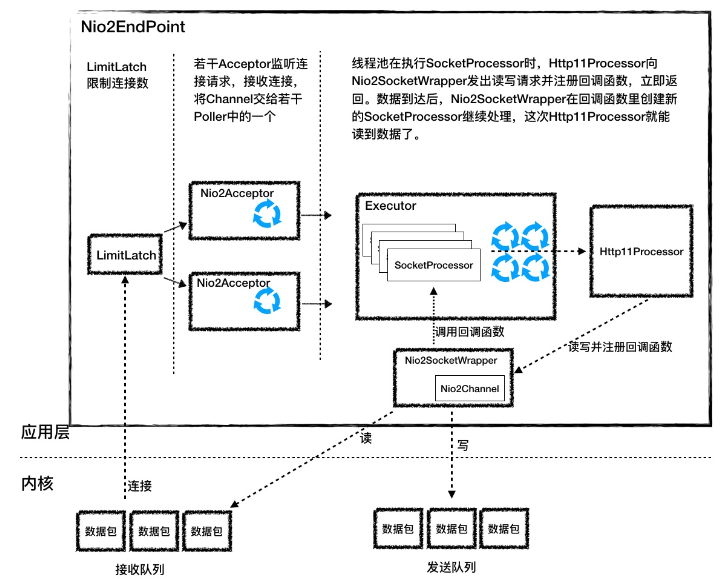 Nio2EndPoint
LimitLatch
限制连接数
若干Acceptor监听连
接请求，接收连接，
将Channel交给若干
Poller中的一个
线程池在执行SocketProcessor时，Http11Processor向
Nio2SocketWrapper发出读写请求并注册回调函数，立即返
回。数据到达后，Nio2SocketWrapper在回调函数里创建新
的SocketProcessor继续处理，这次Http11Processor就能
读到数据了。
Nio2Acceptor
Executor
LimitLatch
SocketProcessor
Http11Processor
Nio2Acceptor
调用回调函数
读写并注册回调函数
Nio2SocketWrapper
Nio2Channel
应用层
读
写
内核
连接
数据包
数据包
数据包
数据包
数据包
数据包
接收队列
发送队列